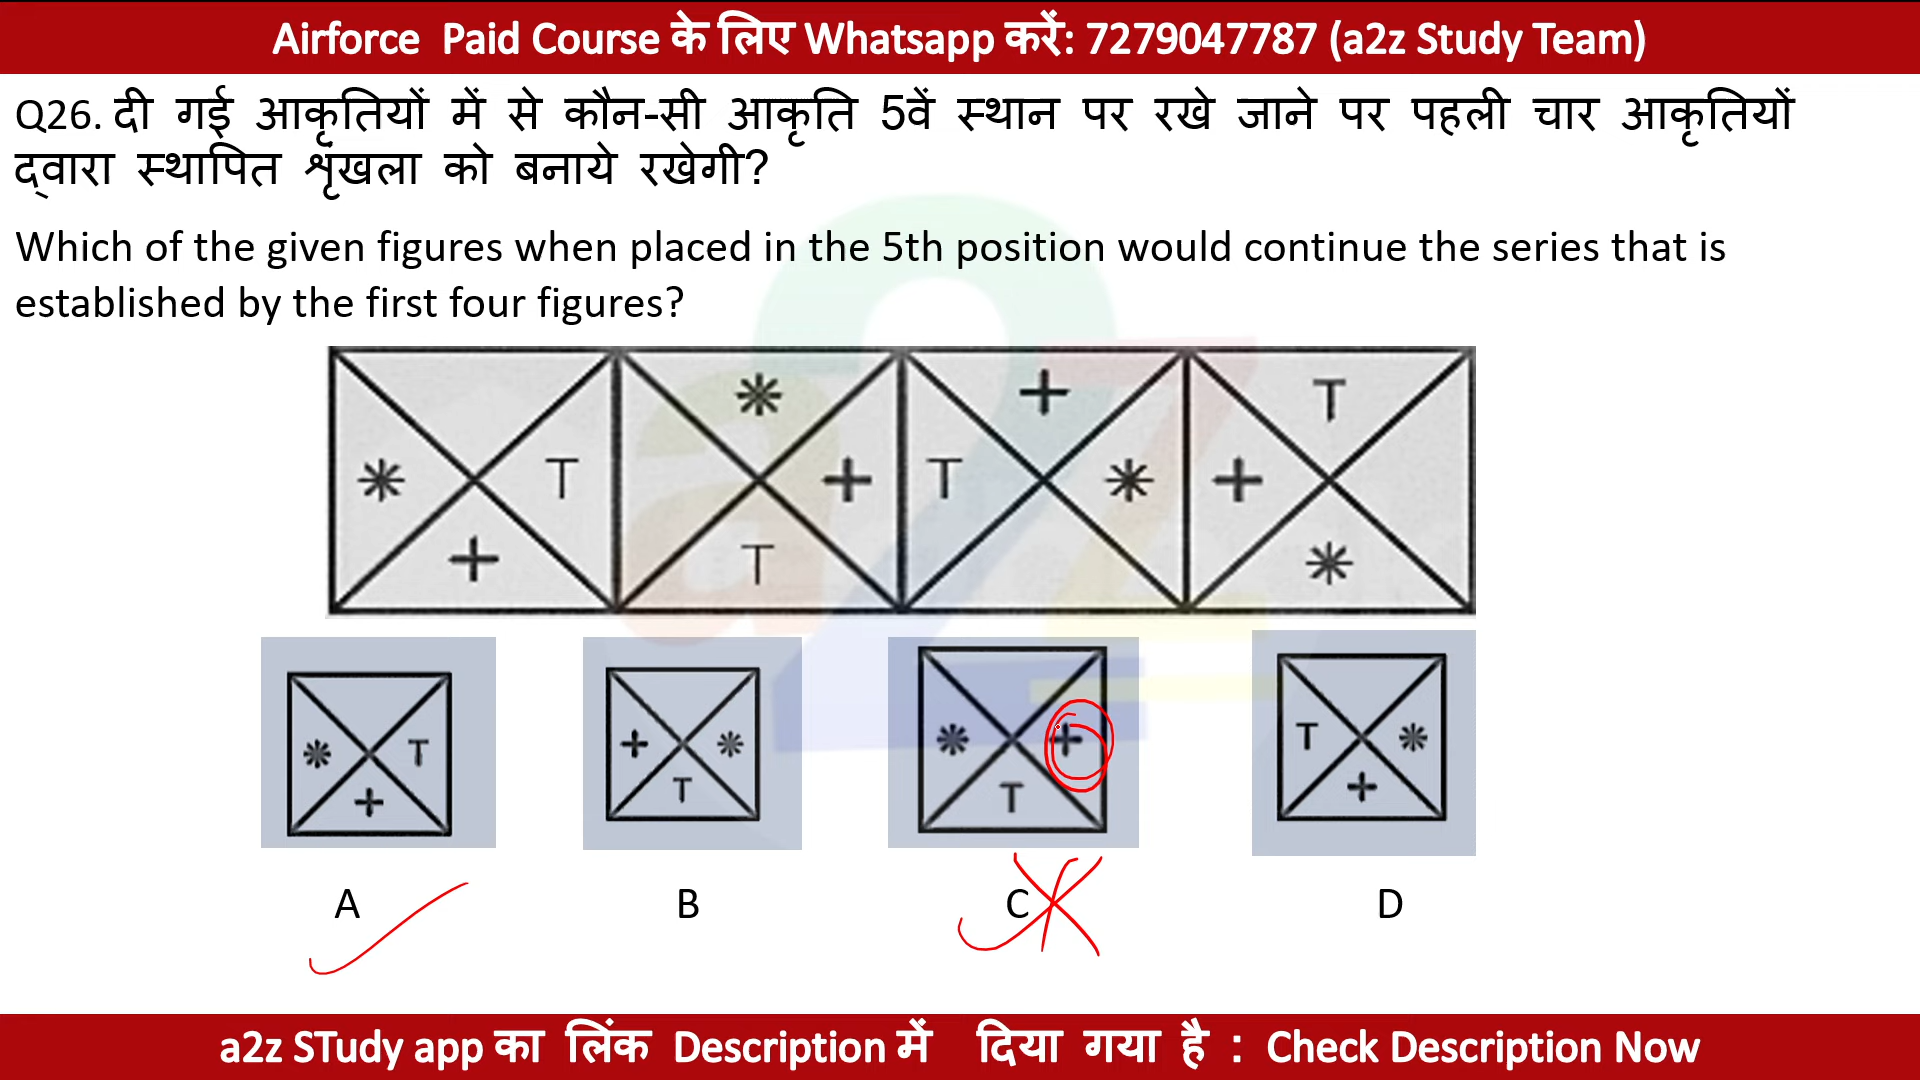 Airforce Paid Course के लिए Whatsapp करें: 7279047787 (a2z Study Team)
Q26. दी गई आकृतियों में से कौन-सी आकृति 5वें स्थान पर रखे जाने पर पहली चार आकृतियों
द्वारा स्थापित शृंखला को बनाये रखेगी?
Which of the given figures when placed in the 5th position would continue the series that is
established by the first four figures?
* T +
* + T
+ T *
T + *
* T +
+ * T
* + T
T * +
A B C D
a2z STudy app का लिंक Description में दिया गया है : Check Description Now